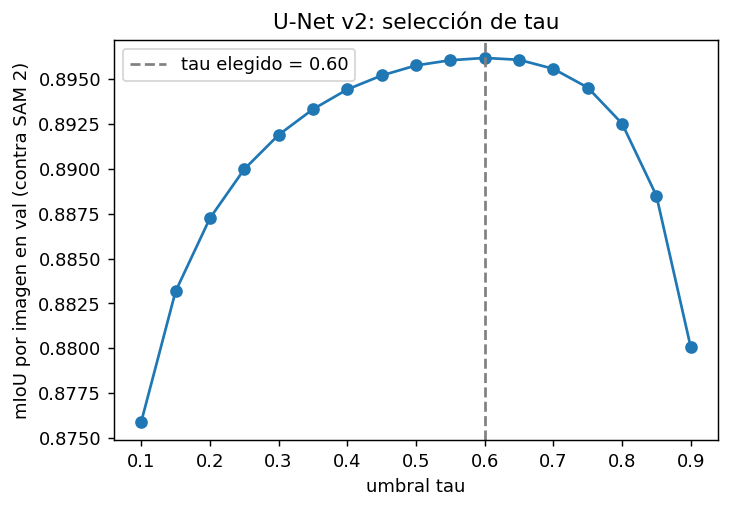 U-Net v2: selección de tau
tau elegido = 0.60
mIoU por imagen en val (contra SAM 2)
0.8950
0.8925
0.8900
0.8875
0.8850
0.8825
0.8800
0.8775
0.8750
0.1 0.2 0.3 0.4 0.5 0.6 0.7 0.8 0.9
umbral tau